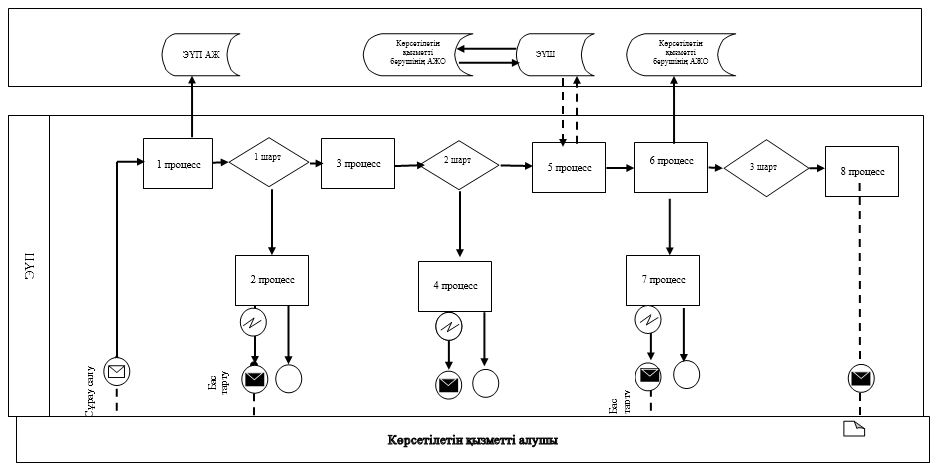 ЭҮП АЖ
Көрсетілетін
қызметті
берушінің АЖО
ЭҮШ
Көрсетілетін
қызметті
берушінің АЖО
1 процесс
1 шарт
3 процесс
2 шарт
5 процесс
6 процесс
3 шарт
8 процесс
ЭҮП
2 процесс
4 процесс
7 процесс
Сұрау салу
Бас
тарту
Бас
тарту
Көрсетілетін қызметті алушы